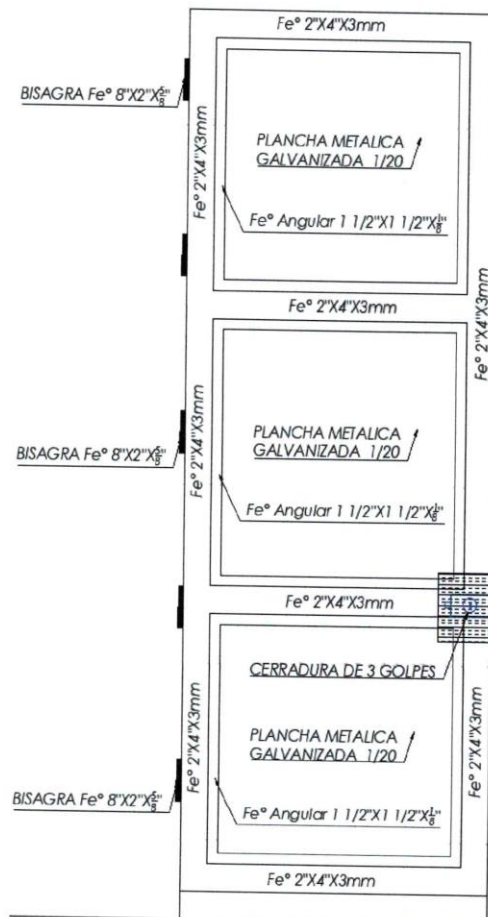 Fe° 2"X4"X3mm
BISAGRA Fe° 8"X2"X5/8"
Fe° 2"X4"X3mm
PLANCHA METALICA
GALVANIZADA 1/20
Fe° Angular 1 1/2"X1 1/2"X1/8"
Fe° 2"X4"X3mm
Fe° 2"X4"X3mm
BISAGRA Fe° 8"X2"X5/8"
Fe° 2"X4"X3mm
PLANCHA METALICA
GALVANIZADA 1/20
Fe° Angular 1 1/2"X1 1/2"X1/8"
Fe° 2"X4"X3mm
CERRADURA DE 3 GOLPES
Fe° 2"X4"X3mm
PLANCHA METALICA
GALVANIZADA 1/20
Fe° 2"X4"X3mm
BISAGRA Fe° 8"X2"X5/8"
Fe° Angular 1 1/2"X1 1/2"X1/8"
Fe° 2"X4"X3mm